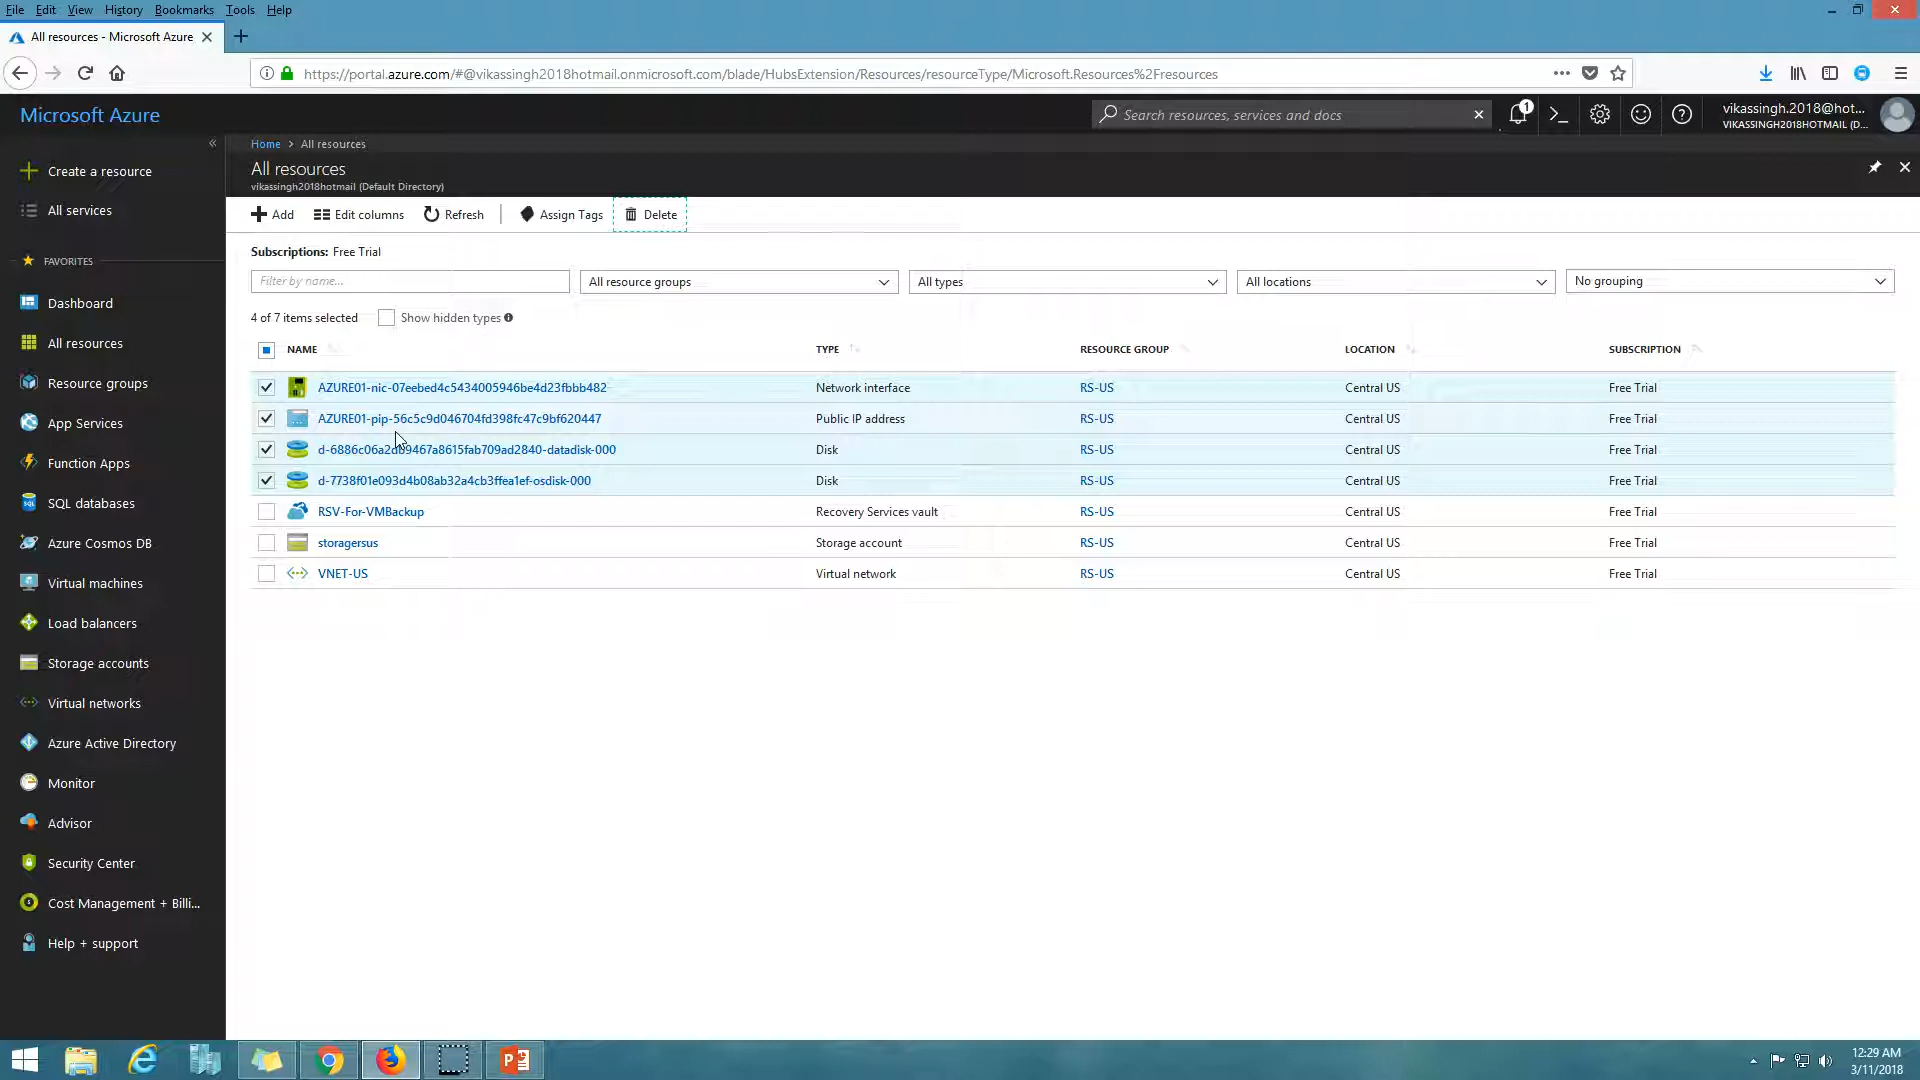 File Edit View History Bookmarks Tools Help
All resources - Microsoft Azure
https://portal.azure.com/#@vikassingh2018hotmail.onmicrosoft.com/blade/HubsExtension/Resources/resourceType/Microsoft.Resources%2Fresources
Microsoft Azure
Search resources, services and docs
1
vikassingh.2018@hot...
VIKASSINGH2018HOTMAIL (D...
Home > All resources
All resources
vikassingh2018hotmail (Default Directory)
Create a resource
All services
FAVORITES
Dashboard
All resources
Resource groups
App Services
Function Apps
SQL databases
Azure Cosmos DB
Virtual machines
Load balancers
Storage accounts
Virtual networks
Azure Active Directory
Monitor
Advisor
Security Center
Cost Management + Billi...
Help + support
Add Edit columns Refresh Assign Tags Delete
Subscriptions: Free Trial
Filter by name... All resource groups All types All locations No grouping
4 of 7 items selected Show hidden types
NAME TYPE RESOURCE GROUP LOCATION SUBSCRIPTION
AZURE01-nic-07eebed4c5434005946be4d23fbbb482 Network interface RS-US Central US Free Trial
AZURE01-pip-56c5c9d046704fd398fc47c9bf620447 Public IP address RS-US Central US Free Trial
Disk RS-US Central US Free Trial
d-7738f01e093d4b08ab32a4cb3ffea1ef-osdisk-000 Disk RS-US Central US Free Trial
RSV-For-VMBackup Recovery Services vault RS-US Central US Free Trial
storagersus Storage account RS-US Central US Free Trial
VNET-US Virtual network RS-US Central US Free Trial
12:29 AM
3/11/2018